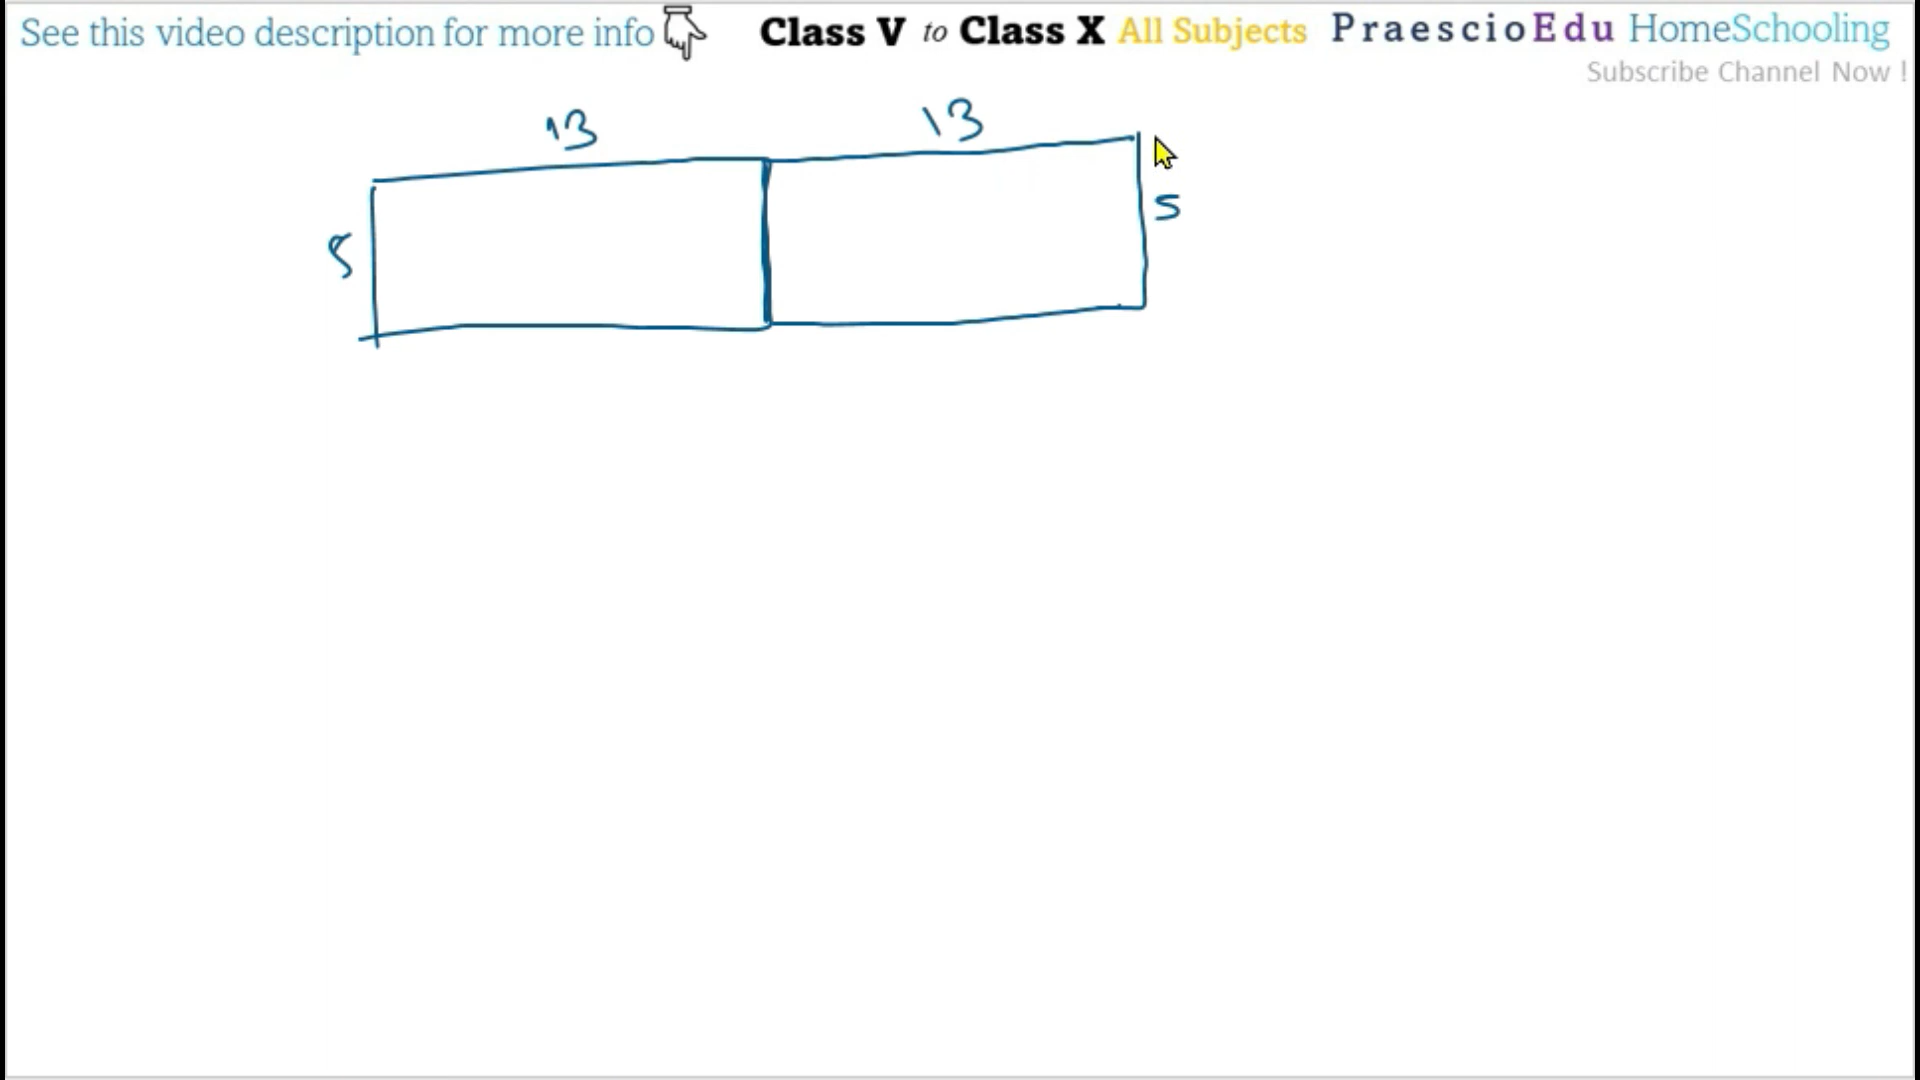 See this video description for more info Class V to Class X All Subjects PraescioEdu HomeSchooling
Subscribe Channel Now !
13 13
5 5